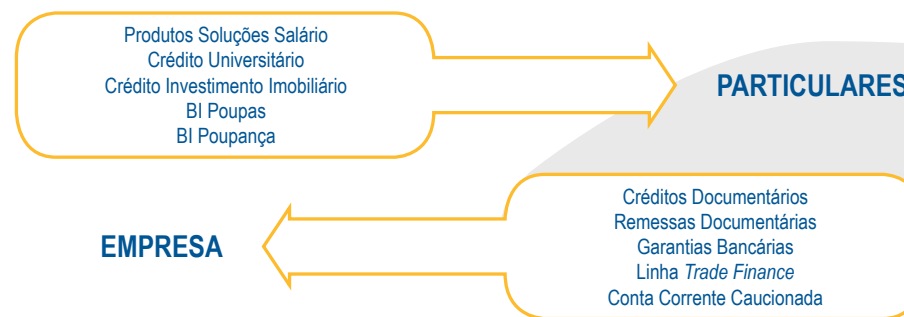 Produtos Soluções Salário
Crédito Universitário
Crédito Investimento Imobiliário
BI Poupas
BI Poupança
PARTICULARES
EMPRESA
Créditos Documentários
Remessas Documentárias
Garantias Bancárias
Linha Trade Finance
Conta Corrente Caucionada